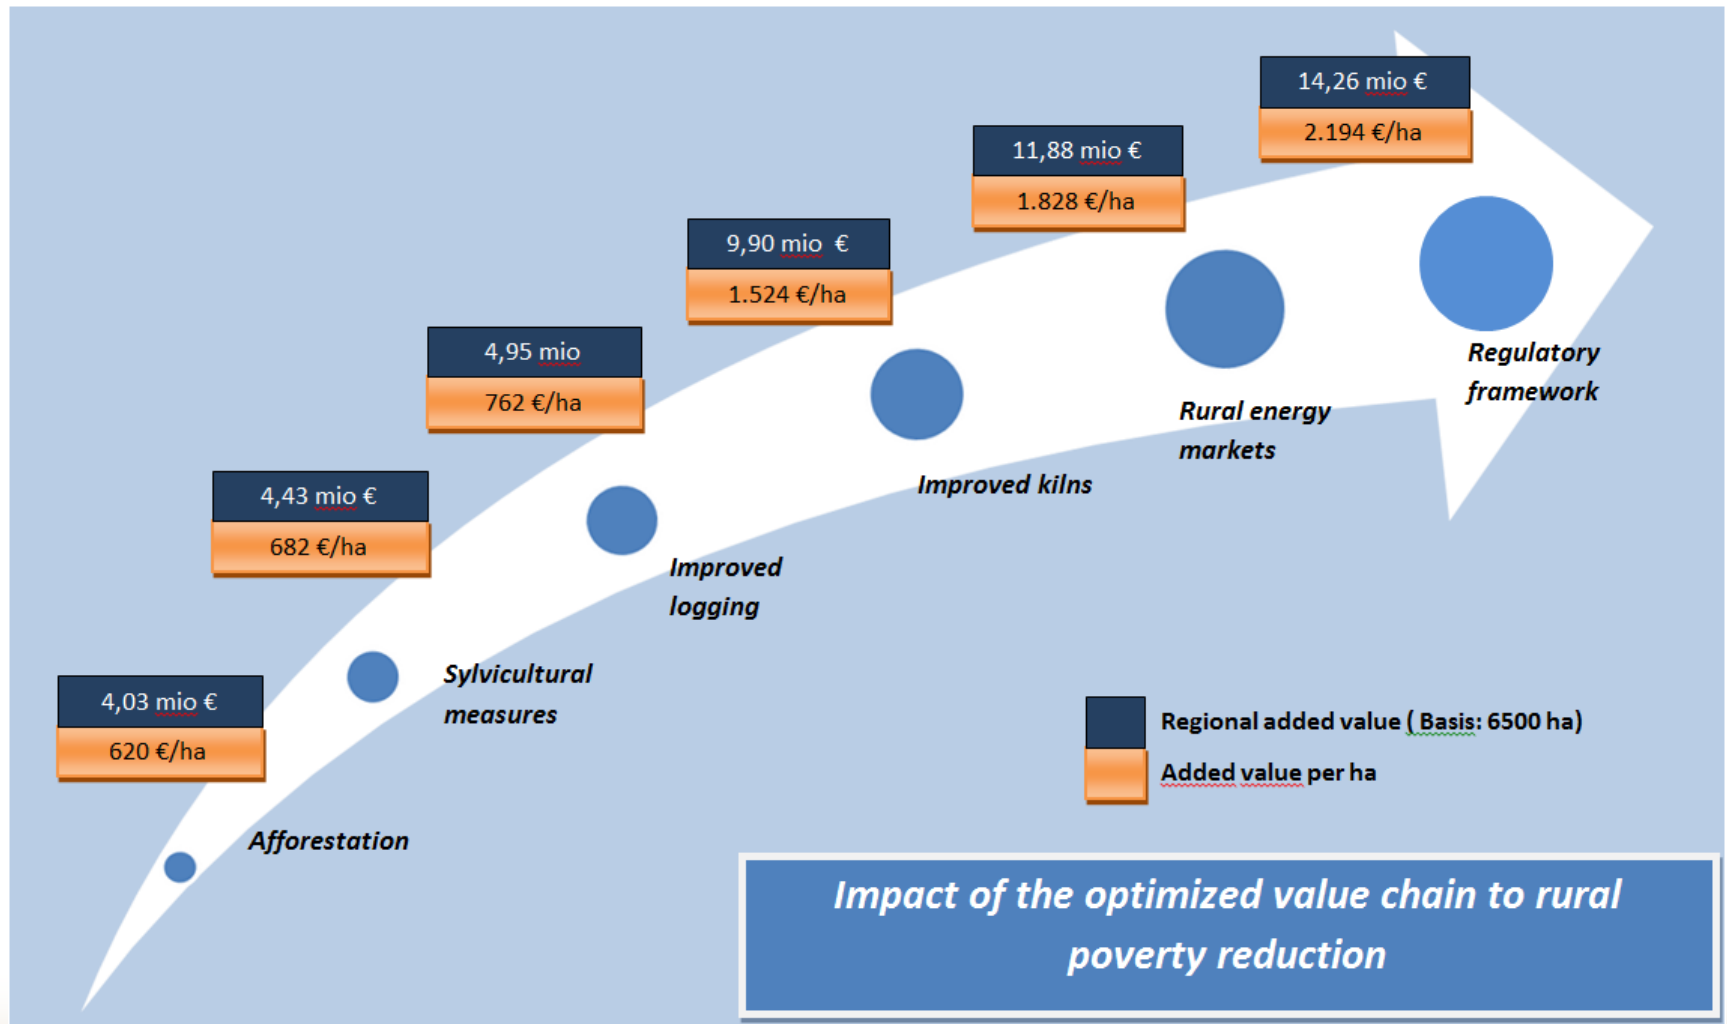 14,26 mio €
2.194 €/ha
11,88 mio €
1.828 €/ha
9,90 mio €
1.524 €/ha
4,95 mio
762 €/ha
4,43 mio €
682 €/ha
4,03 mio €
620 €/ha
Regulatory
framework
Rural energy
markets
Improved kilns
Improved
logging
Sylvicultural
measures
Afforestation
Regional added value ( Basis: 6500 ha)
Added value per ha
Impact of the optimized value chain to rural
poverty reduction